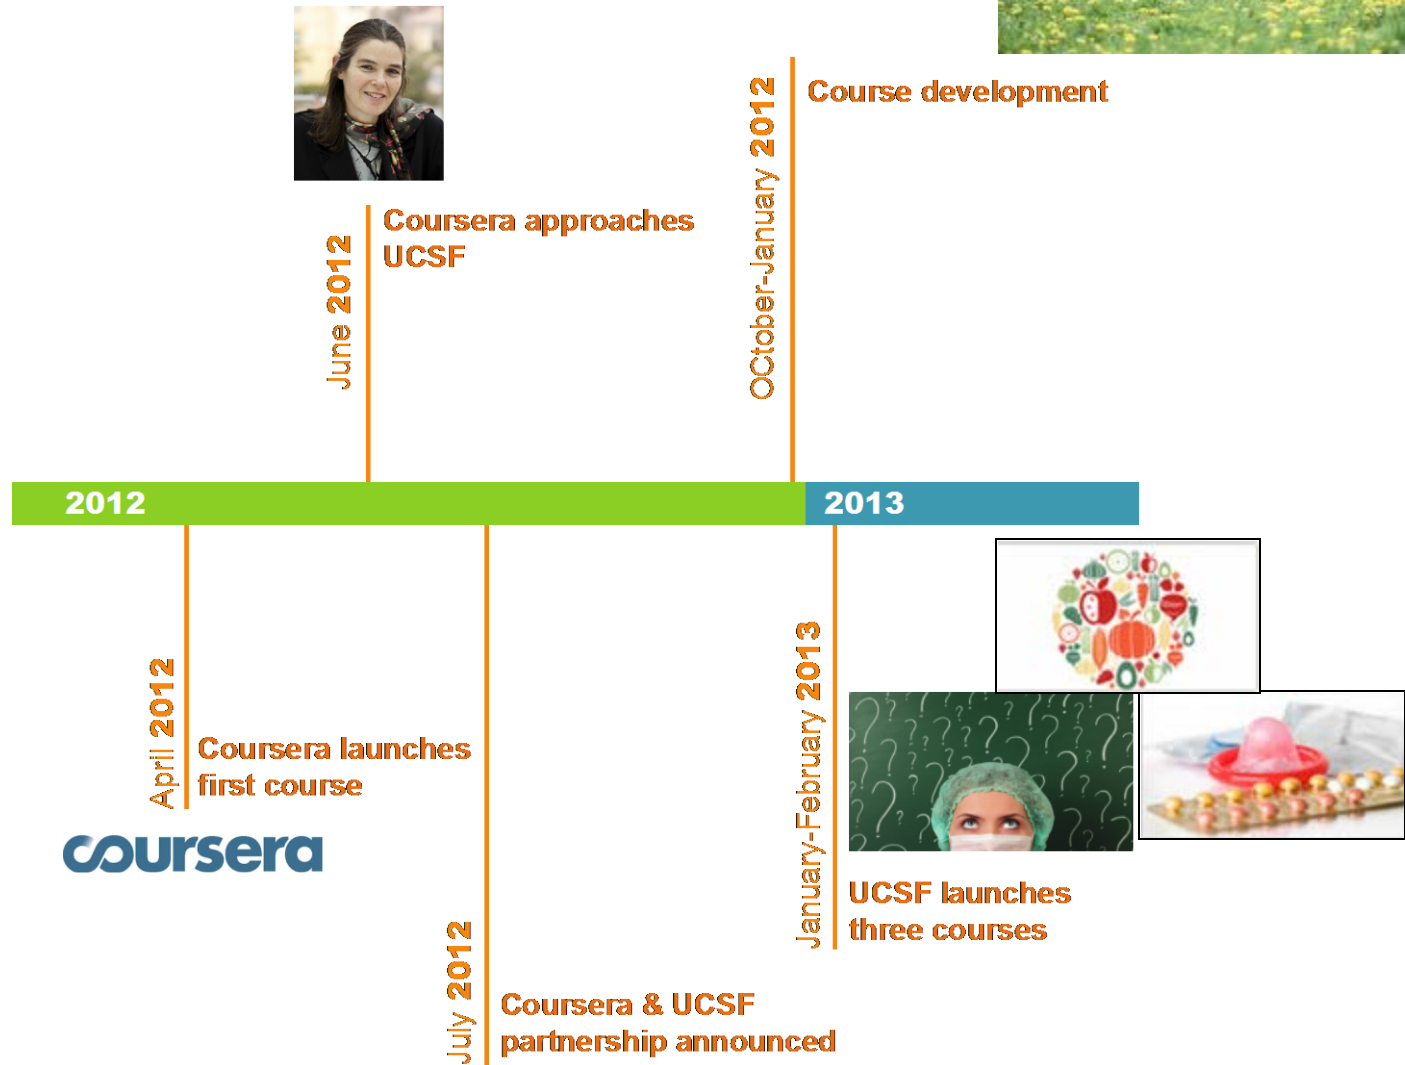 OCtober-January 2012
Course development
June 2012
Coursera approaches
UCSF
2012
2013
April 2012
Coursera launches
first course
coursera
July 2012
Coursera & UCSF
partnership announced
January-February 2013
UCSF launches
three courses